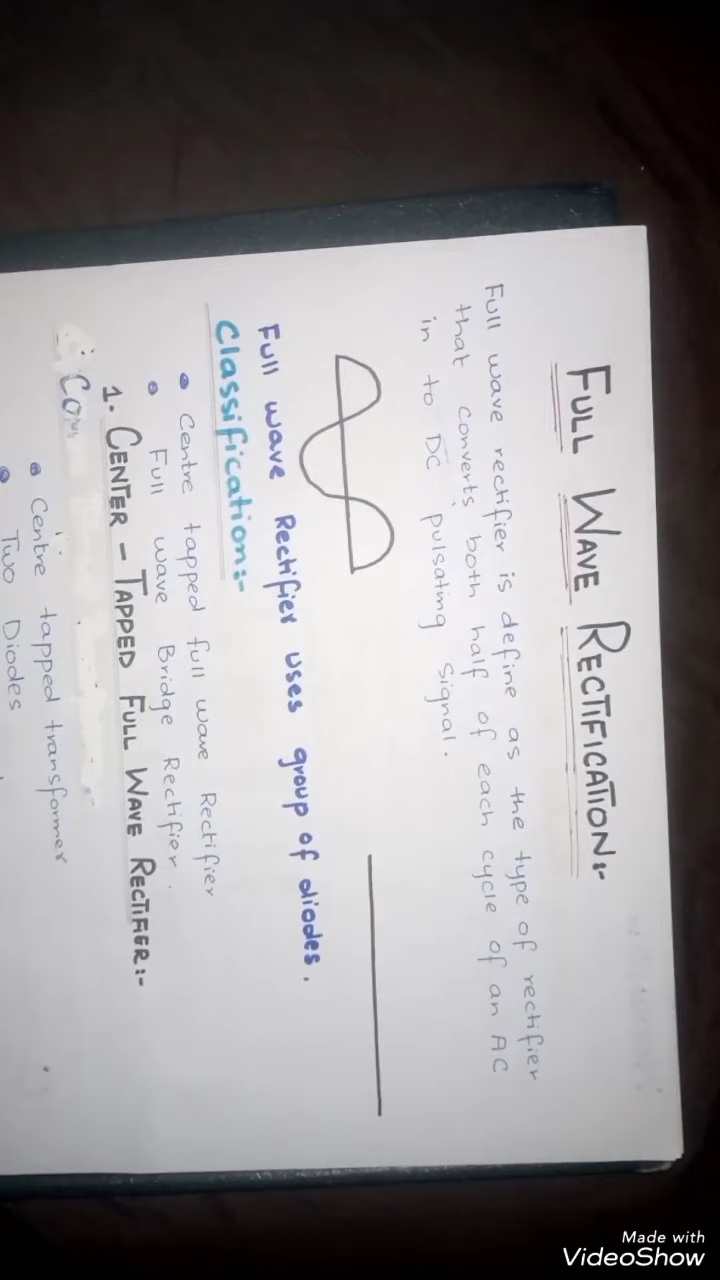 FULL WAVE RECTIFICATION:-
Full wave rectifier is define as the type of rectifier
that converts both half of each cycle of an AC
in to DC pulsating signal.
Full wave Rectifier uses group of diodes.
Classification:-
• Centre tapped full wave Rectifier
• Full wave Bridge Rectifier.
1. CENTER - TAPPED FULL WAVE RECTIFIER:-
• Centre tapped transformer
• Two Diodes
Made with
VideoShow